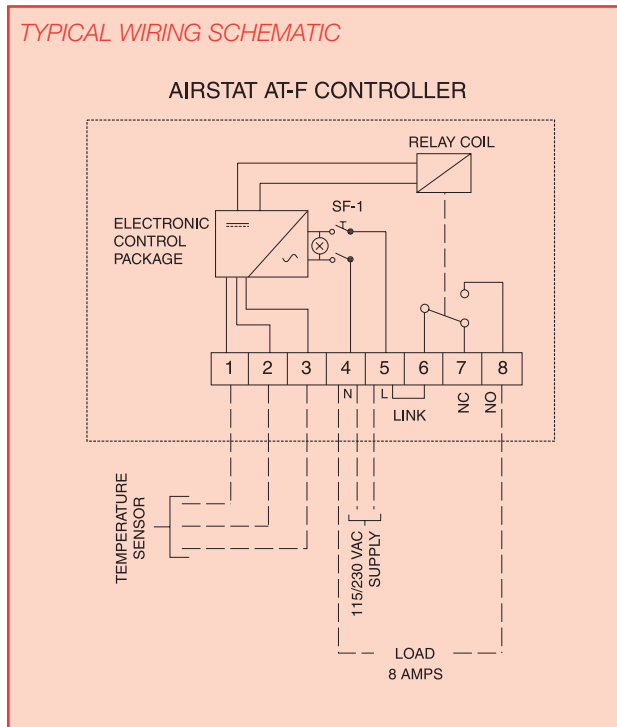 TYPICAL WIRING SCHEMATIC
AIRSTAT AT-F CONTROLLER
RELAY COIL
SF-1
ELECTRONIC
CONTROL
PACKAGE
1 2 3 4 5 6 7 8
N L
LINK
NC
NO
TEMPERATURE
SENSOR
115/230 VAC
SUPPLY
LOAD
8 AMPS